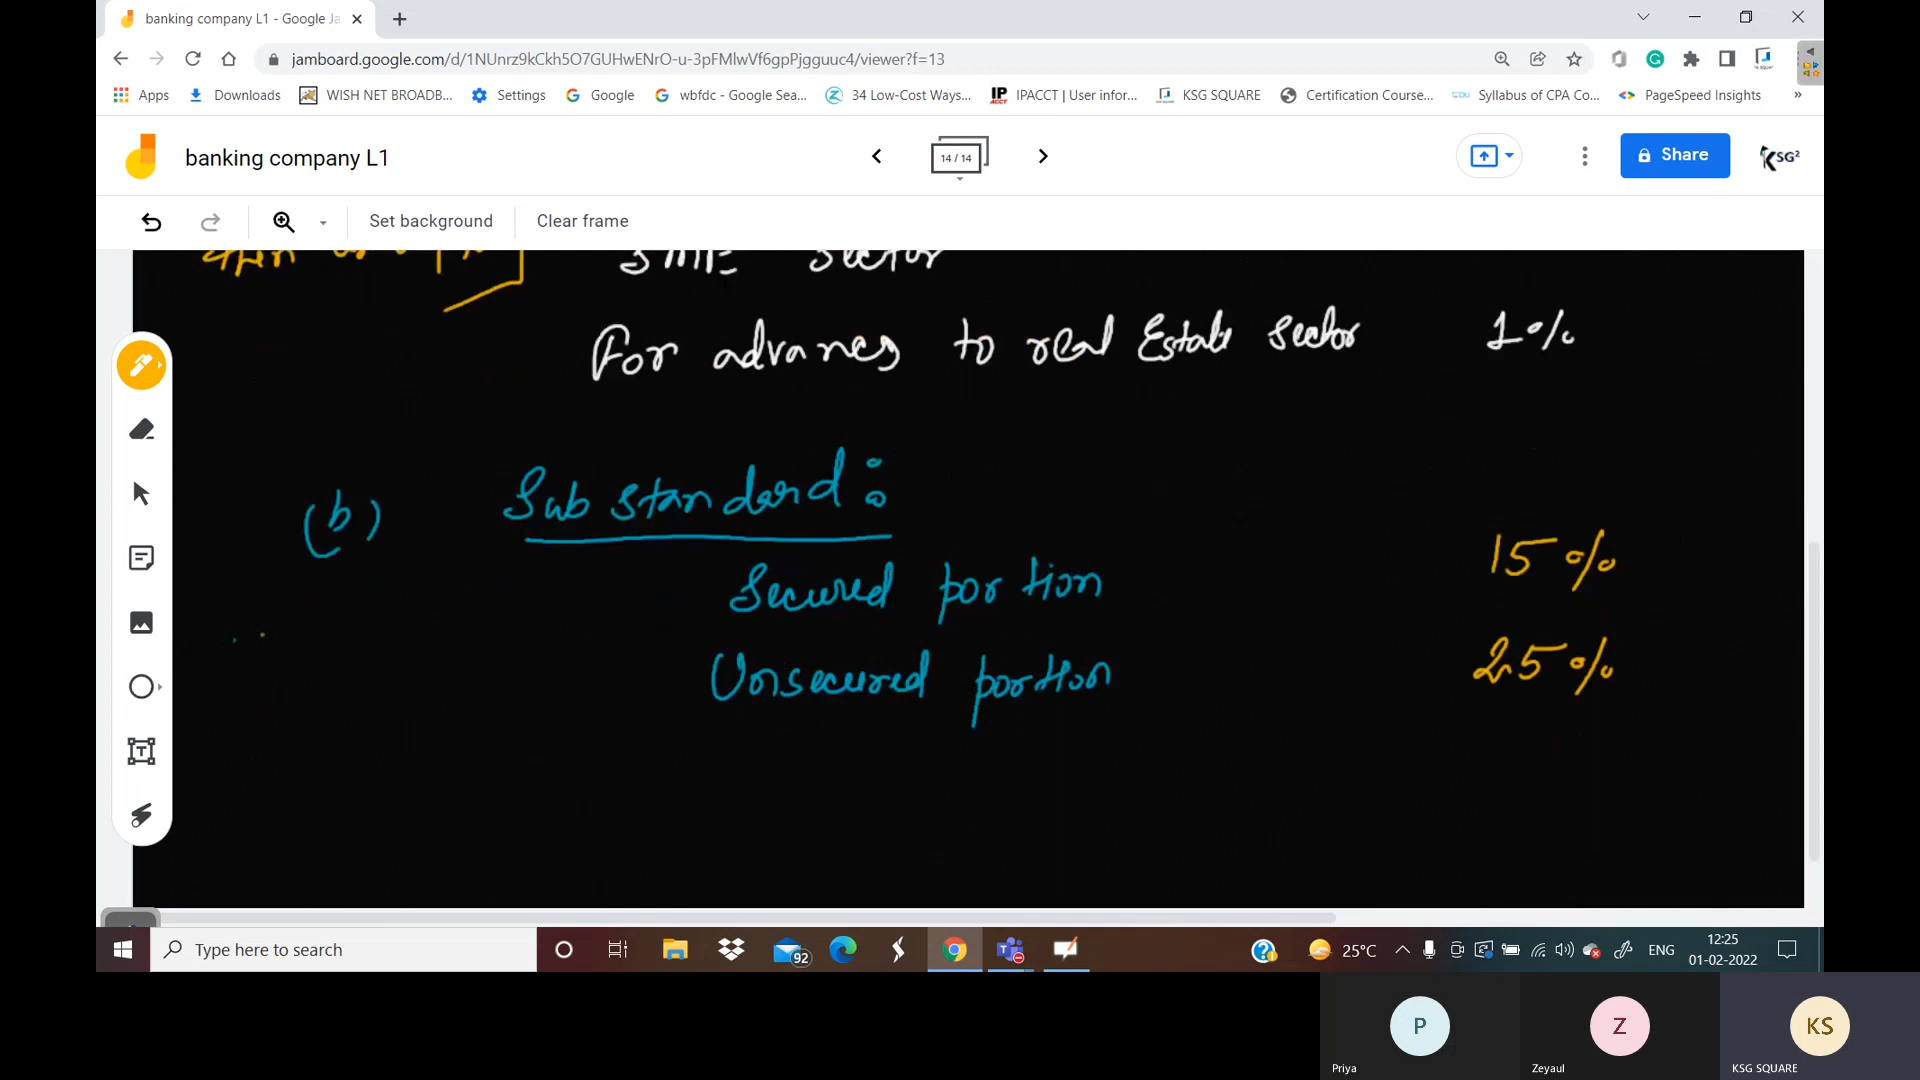 banking company L1 - Google Ja
jamboard.google.com/d/1NUnrz9kCkh5O7GUHwENrO-u-3pFMlwVf6gpPjgguuc4/viewer?f=13
Apps Downloads WISH NET BROADB... Settings Google wbfdc - Google Sea... 34 Low-Cost Ways... IPACCT | User infor... KSG SQUARE Certification Course... Syllabus of CPA Co... PageSpeed Insights »
banking company L1
14 / 14
Share
KSG²
Set background Clear frame
SME Sector
For advances to real Estate Sector 1%
(b) Sub standard :
Secured portion 15%
Unsecured portion 25%
Type here to search
92
25°C
ENG
12:25
01-02-2022
P Z KS
Priya Zeyaul KSG SQUARE